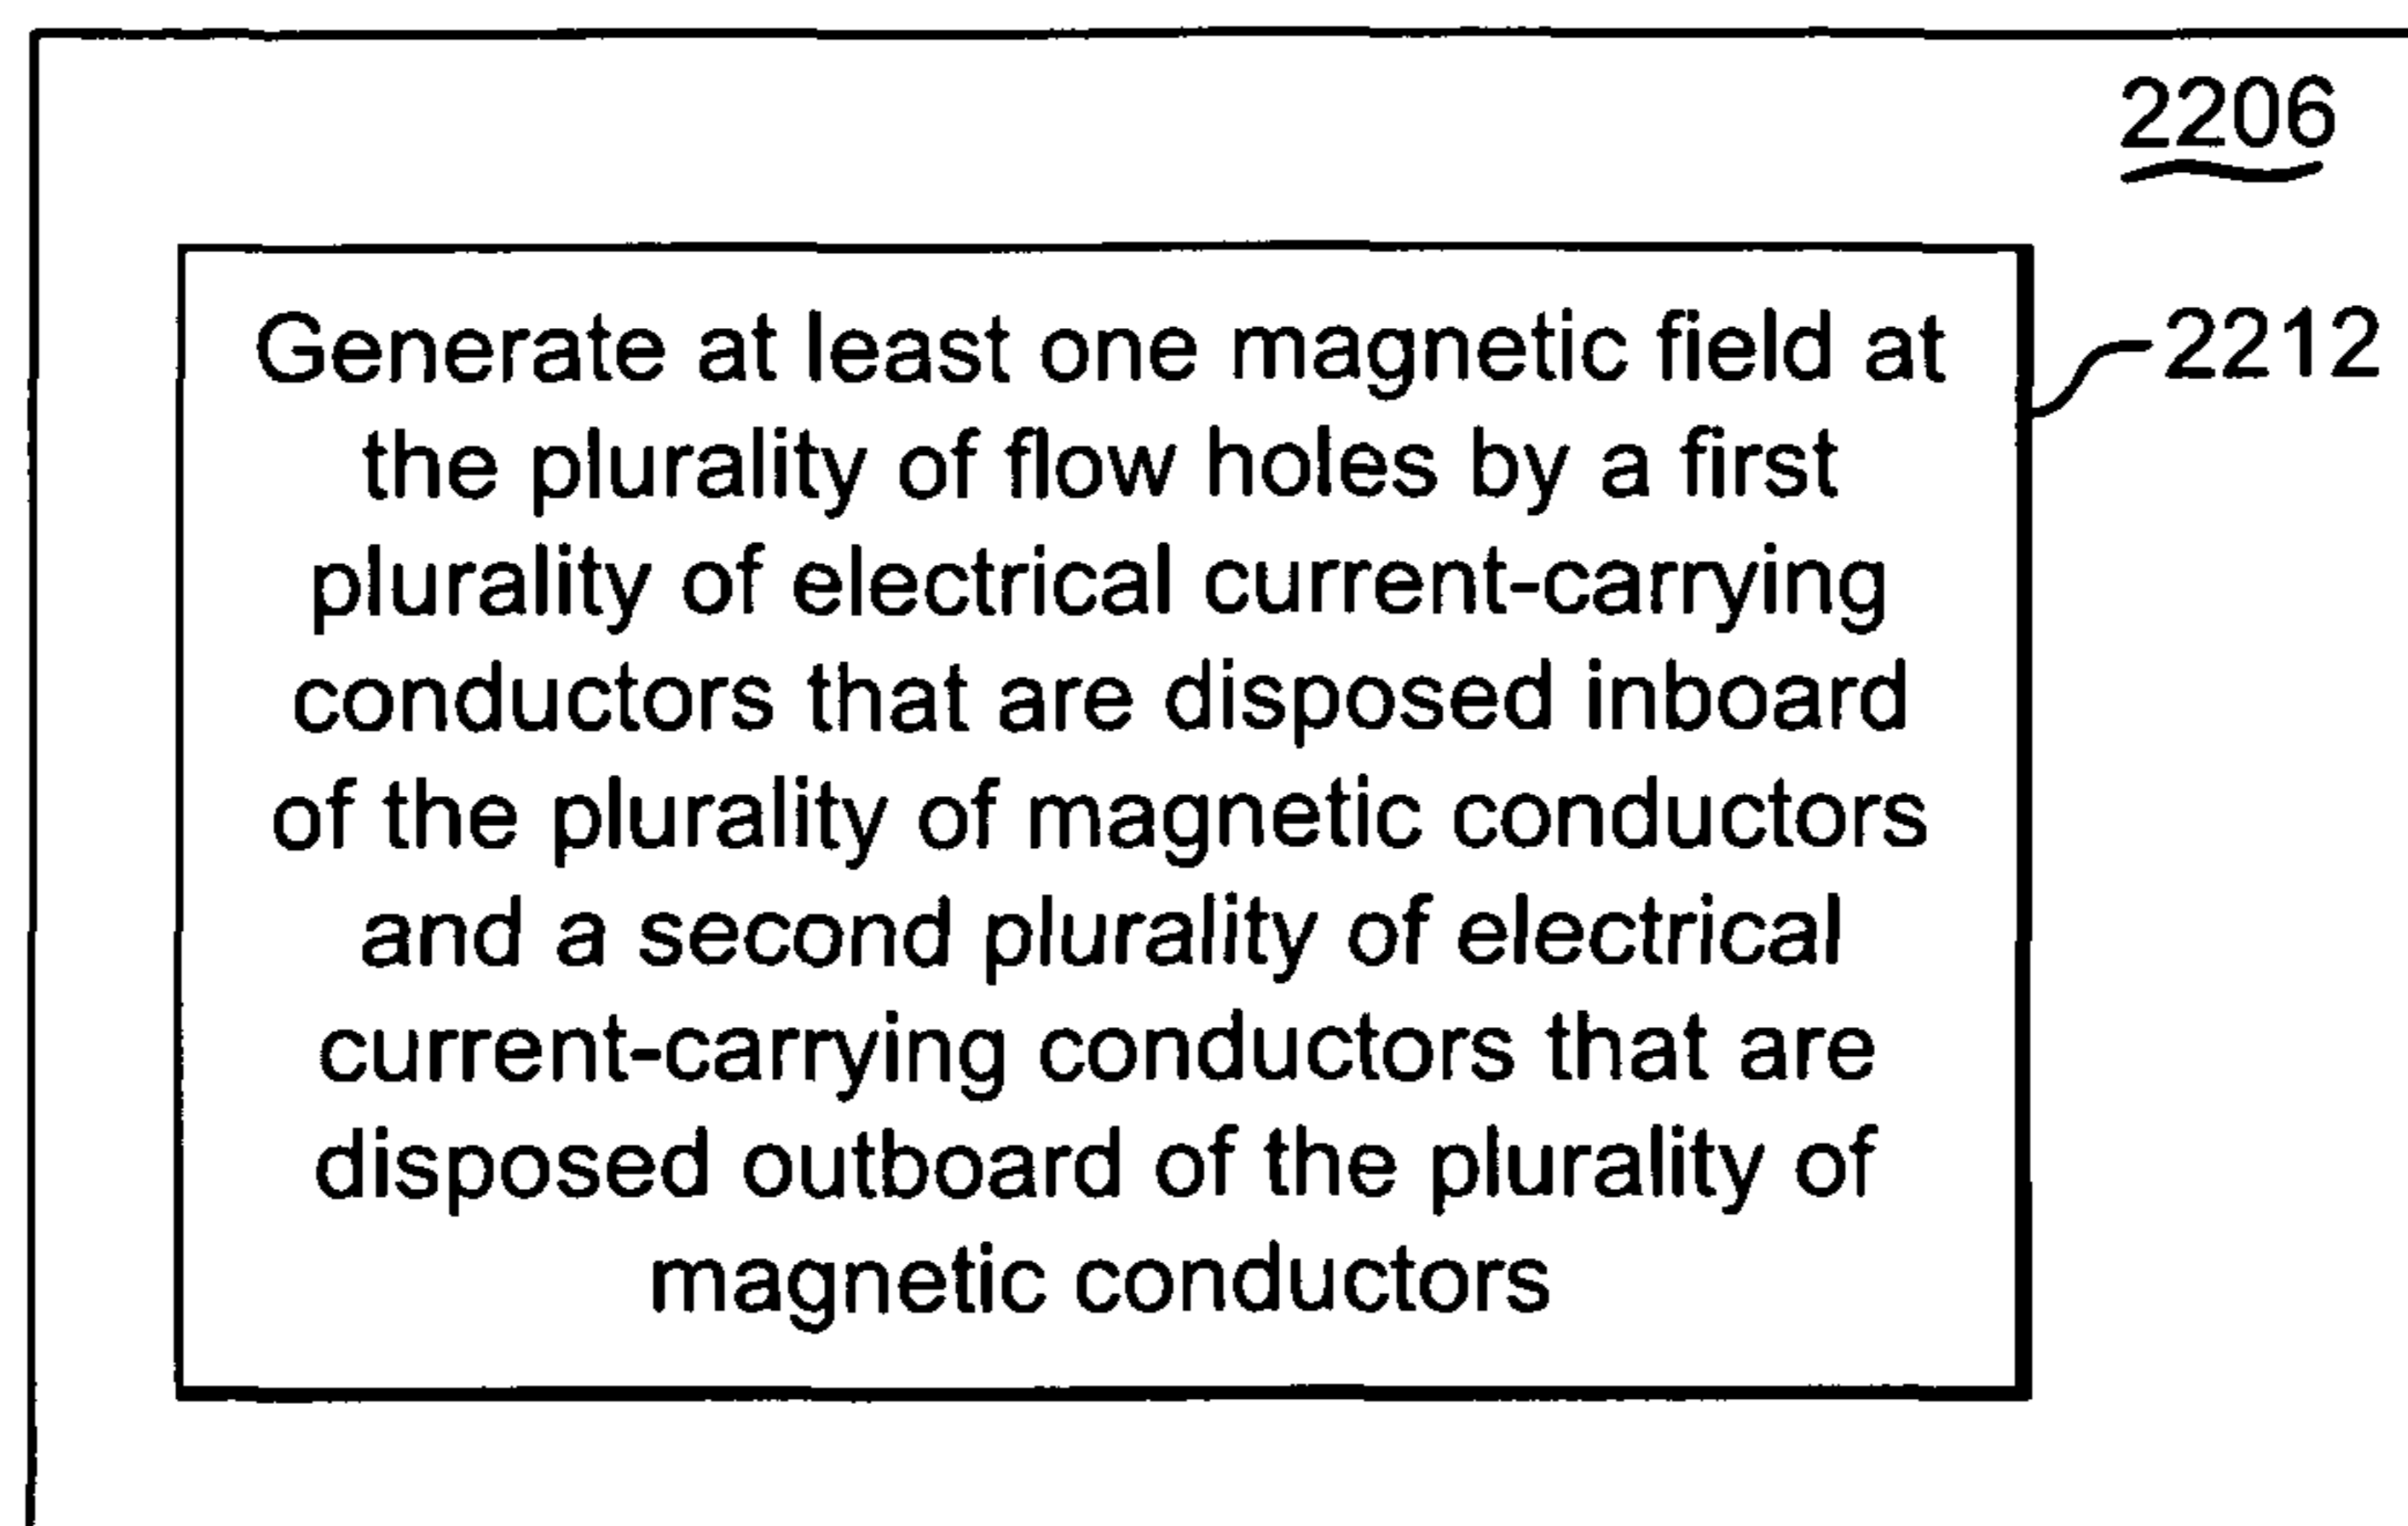 2206
Generate at least one magnetic field at
the plurality of flow holes by a first
plurality of electrical current-carrying
conductors that are disposed inboard
of the plurality of magnetic conductors
and a second plurality of electrical
current-carrying conductors that are
disposed outboard of the plurality of
magnetic conductors
2212